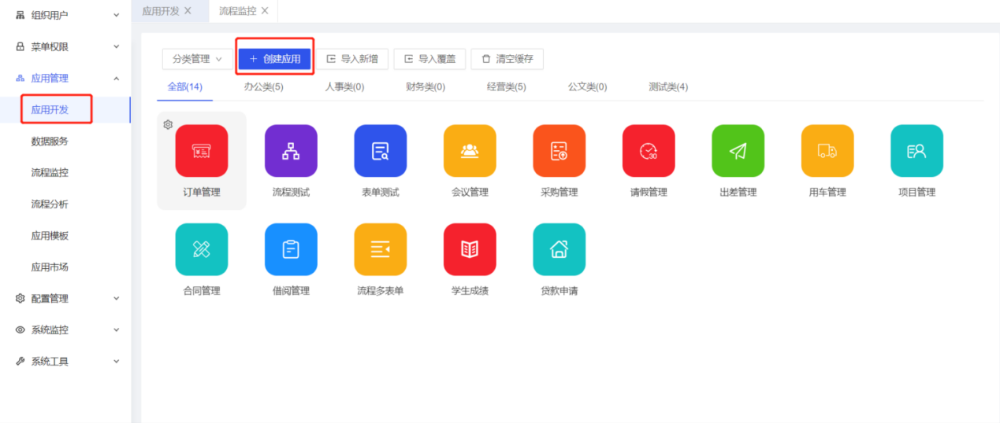 组织用户
菜单权限
应用管理
应用开发
数据服务
流程监控
流程分析
应用模板
应用市场
配置管理
系统监控
系统工具
应用开发 X 流程监控 X
分类管理 + 创建应用 导入新增 导入覆盖 清空缓存
全部(14) 办公类(5) 人事类(0) 财务类(0) 经营类(5) 公文类(0) 测试类(4)
30
订单管理 流程测试 表单测试 会议管理 采购管理 请假管理 出差管理 用车管理 项目管理
合同管理 借阅管理 流程多表单 学生成绩 贷款申请